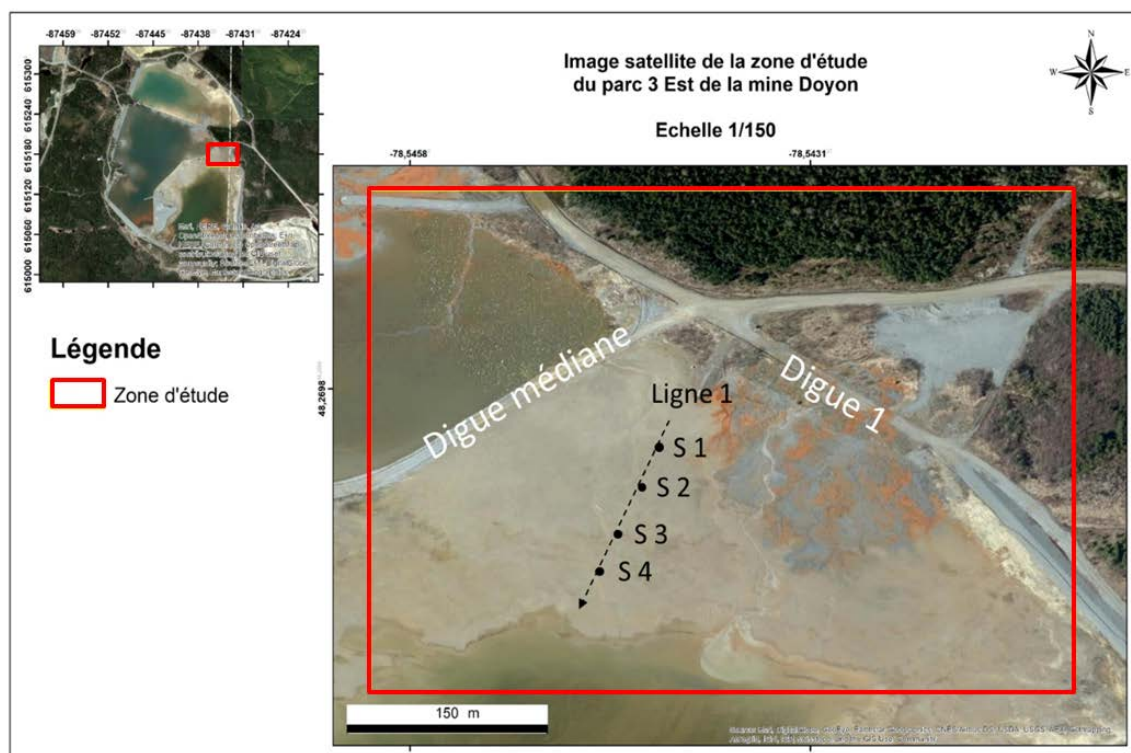 -87459 -87452 -87445 -87438 -87431 -87424
615300
615240
615180
615120
615060
615000
Image satellite de la zone d'étude
du parc 3 Est de la mine Doyon
Echelle 1/150
N
W E
S
-78,5458 -78,5431
48,2698
Légende
Zone d'étude
Digue médiane
Digue 1
Ligne 1
S 1
S 2
S 3
S 4
150 m